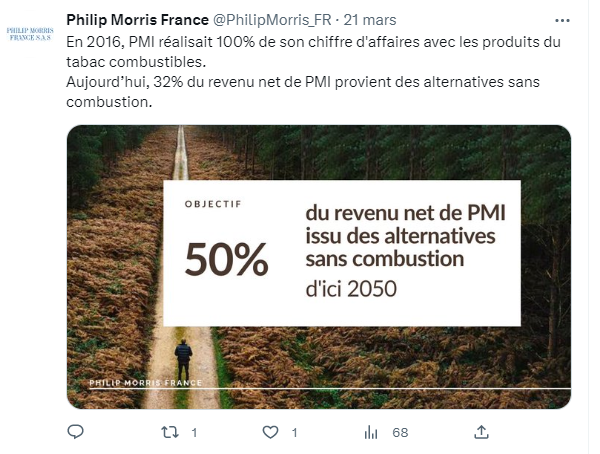 PHILIP MORRIS
FRANCE S.A.S
Philip Morris France @PhilipMorris_FR · 21 mars
En 2016, PMI réalisait 100% de son chiffre d'affaires avec les produits du
tabac combustibles.
Aujourd’hui, 32% du revenu net de PMI provient des alternatives sans
combustion.
OBJECTIF
50%
du revenu net de PMI
issu des alternatives
sans combustion
d'ici 2050
PHILIP MORRIS FRANCE
1
1
68